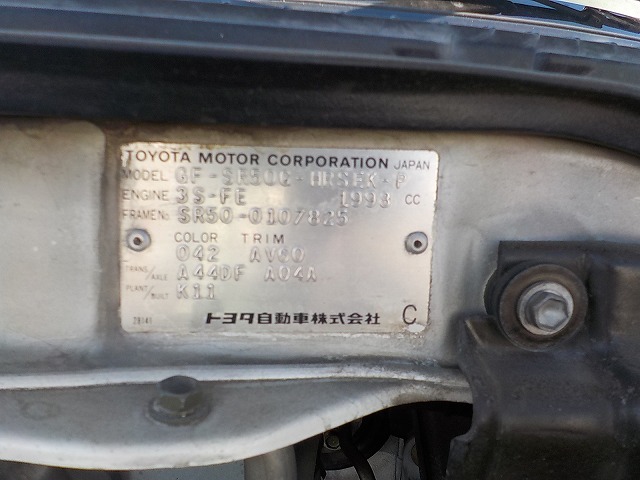 TOYOTA MOTOR CORPORATION JAPAN
MODEL GF-SR50G-HRSEK-P
ENGINE 3S-FE 1998 CC
FRAME No. SR50-0107825
COLOR TRIM
042
TRANS/AXLE A44DF A04A
PLANT/BUILT K11
28141 トヨタ自動車株式会社 C